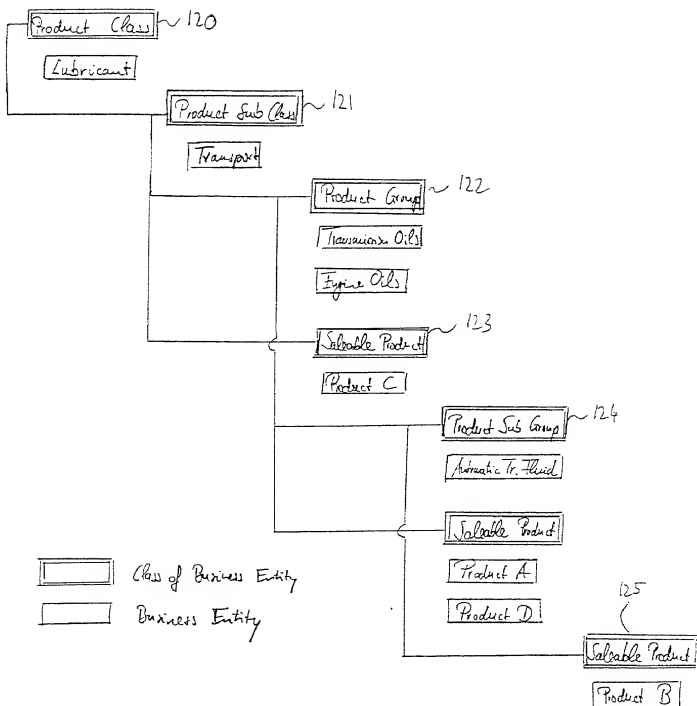 Product Class 120
Lubricant
Product Sub Class 121
Transport
Product Group 122
Transmission Oils
Engine Oils
Saleable Product 123
Product C
Product Sub Group 124
Automatic Tr. Fluid
Saleable Product
Product A
Product D
Class of Business Entity
Business Entity
125
Saleable Product
Product B